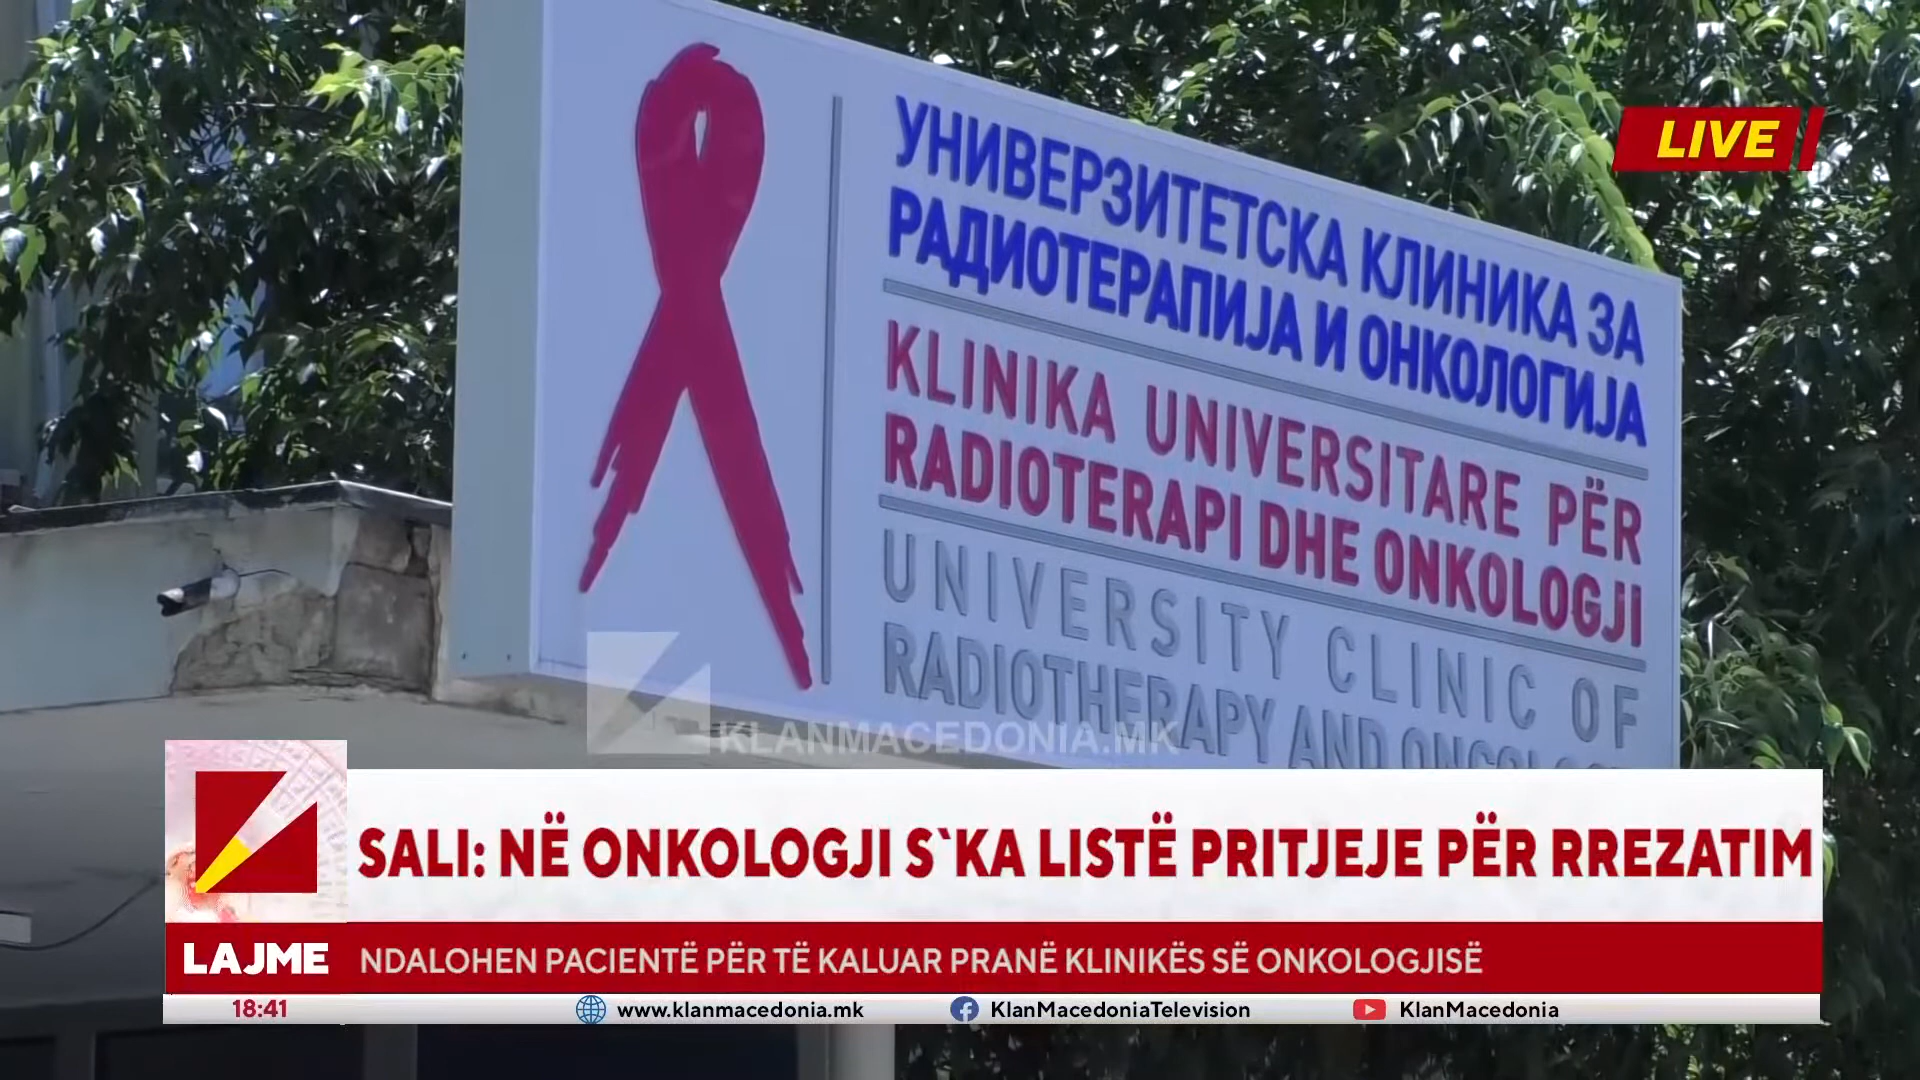 LIVE
УНИВЕРЗИТЕТСКА КЛИНИКА ЗА
РАДИОТЕРАПИЈА И ОНКОЛОГИЈА
KLINIKA UNIVERSITARE PËR
RADIOTERAPI DHE ONKOLOGJI
UNIVERSITY CLINIC OF
RADIOTHERAPY AND
KLANMACEDONIA.MK
SALI: NË ONKOLOGJI S`KA LISTË PRITJEJE PËR RREZATIM
LAJME
NDALOHEN PACIENTË PËR TË KALUAR PRANË KLINIKËS SË ONKOLOGJISË
18:41
www.klanmacedonia.mk
KlanMacedoniaTelevision
KlanMacedonia